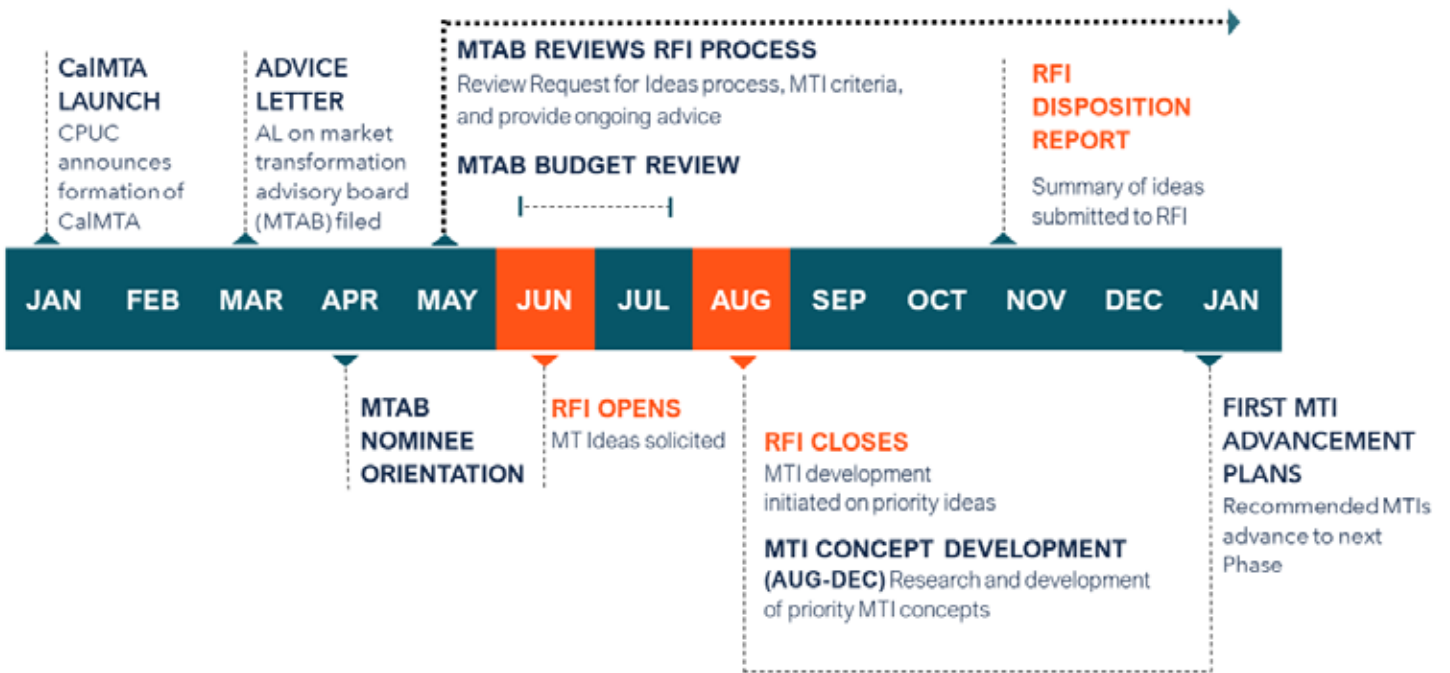 CalMTA
LAUNCH
CPUC
announces
formation of
CalMTA
ADVICE
LETTER
AL on market
transformation
advisory board
(MTAB) filed
MTAB REVIEWS RFI PROCESS
Review Request for Ideas process, MTI criteria,
and provide ongoing advice
MTAB BUDGET REVIEW
RFI
DISPOSITION
REPORT
Summary of ideas
submitted to RFI
JAN FEB MAR APR MAY JUN JUL AUG SEP OCT NOV DEC JAN
MTAB
NOMINEE
ORIENTATION
RFI OPENS
MT Ideas solicited
RFI CLOSES
MTI development
initiated on priority ideas
MTI CONCEPT DEVELOPMENT
(AUG-DEC) Research and development
of priority MTI concepts
FIRST MTI
ADVANCEMENT
PLANS
Recommended MTIs
advance to next
Phase